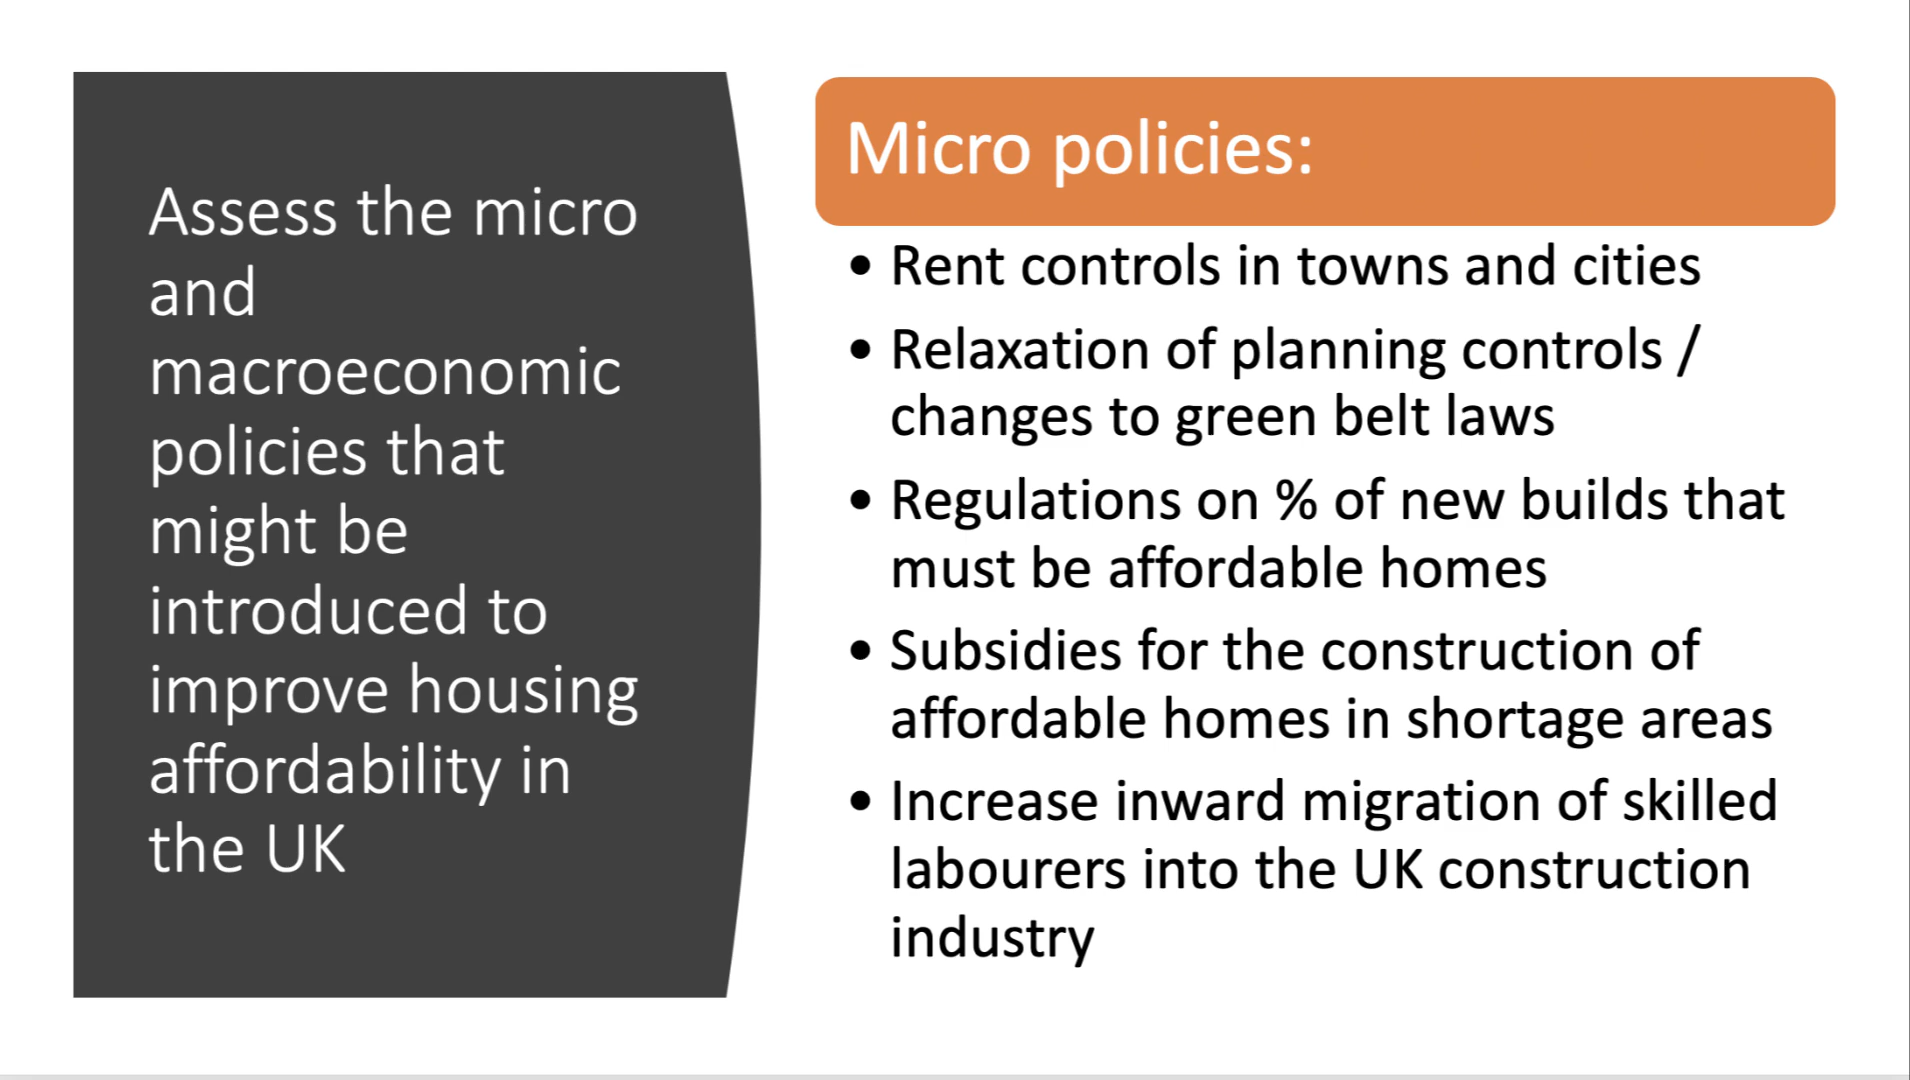 Assess the micro
and
macroeconomic
policies that
might be
introduced to
improve housing
affordability in
the UK
Micro policies:
• Rent controls in towns and cities
• Relaxation of planning controls /
changes to green belt laws
• Regulations on % of new builds that
must be affordable homes
• Subsidies for the construction of
affordable homes in shortage areas
• Increase inward migration of skilled
labourers into the UK construction
industry